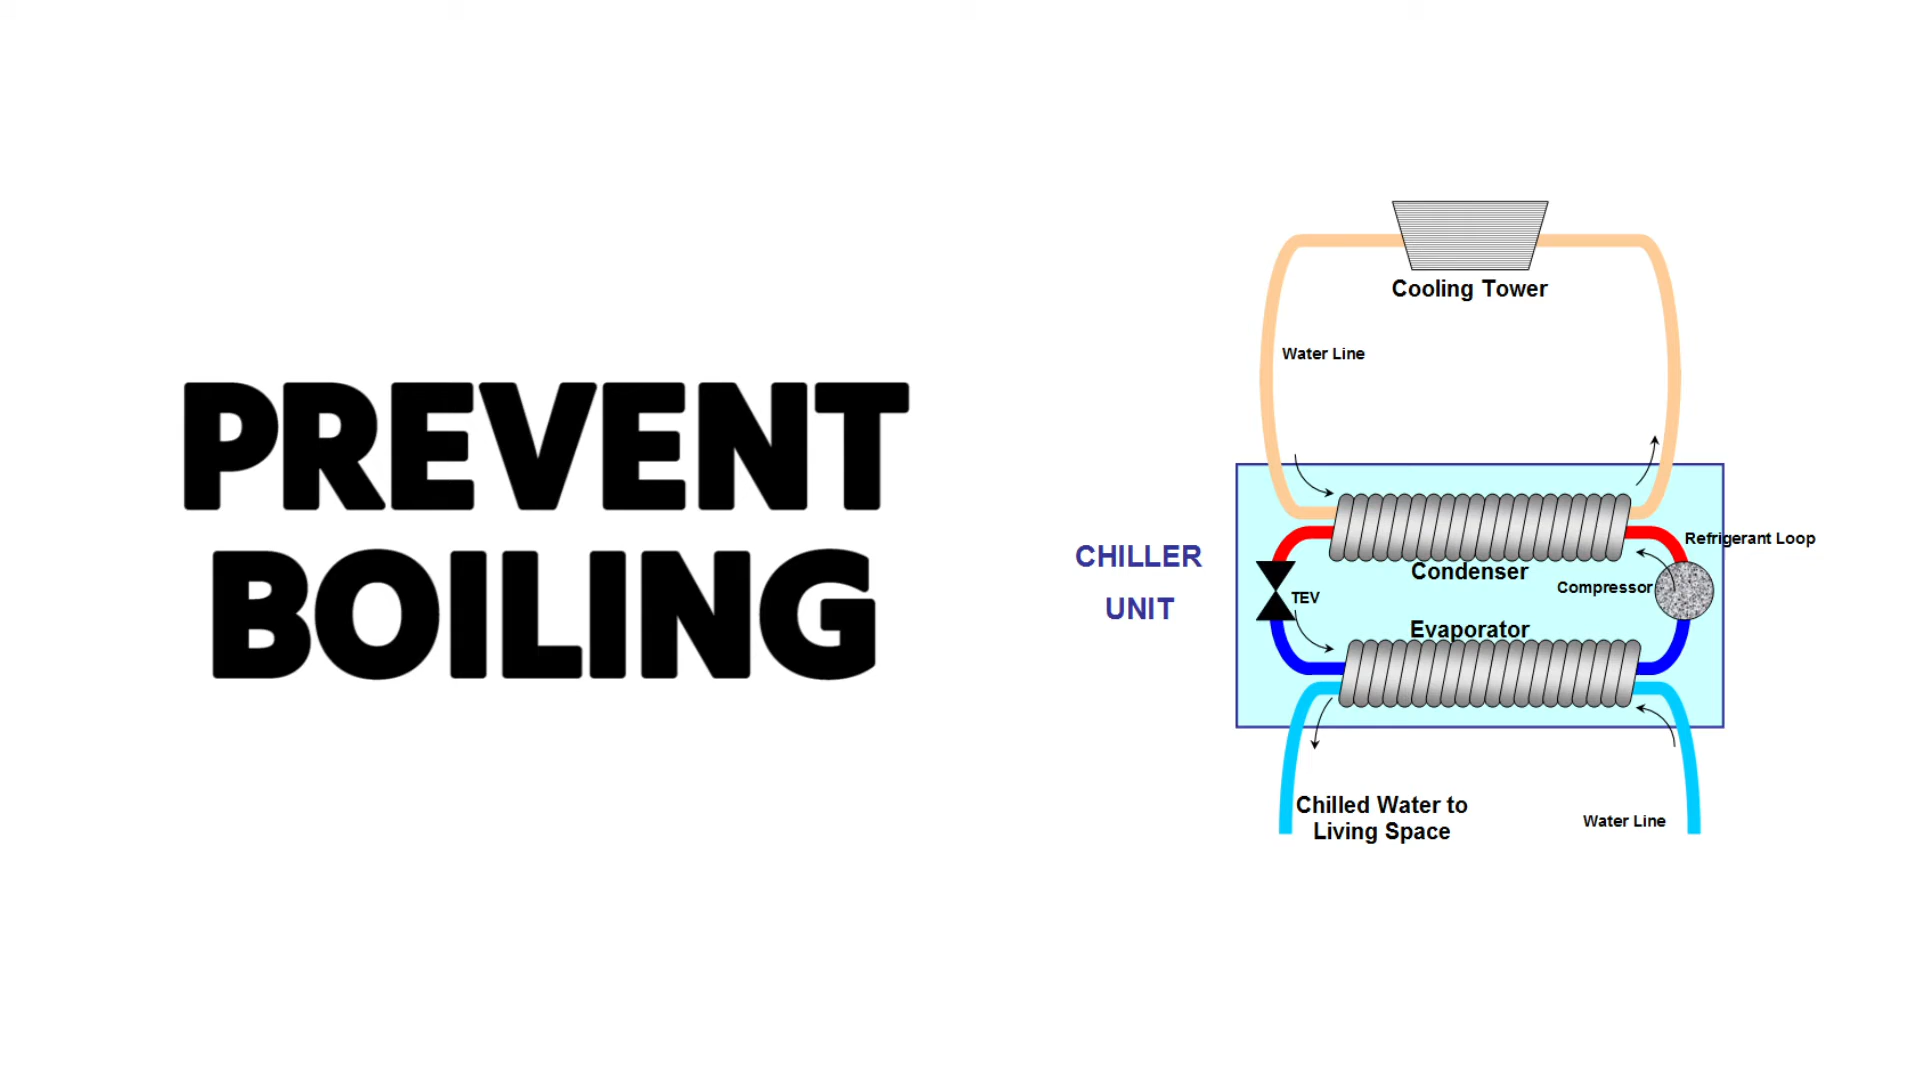 PREVENT
BOILING
Cooling Tower
Water Line
CHILLER
UNIT
Refrigerant Loop
Condenser
Compressor
TEV
Evaporator
Chilled Water to
Living Space
Water Line